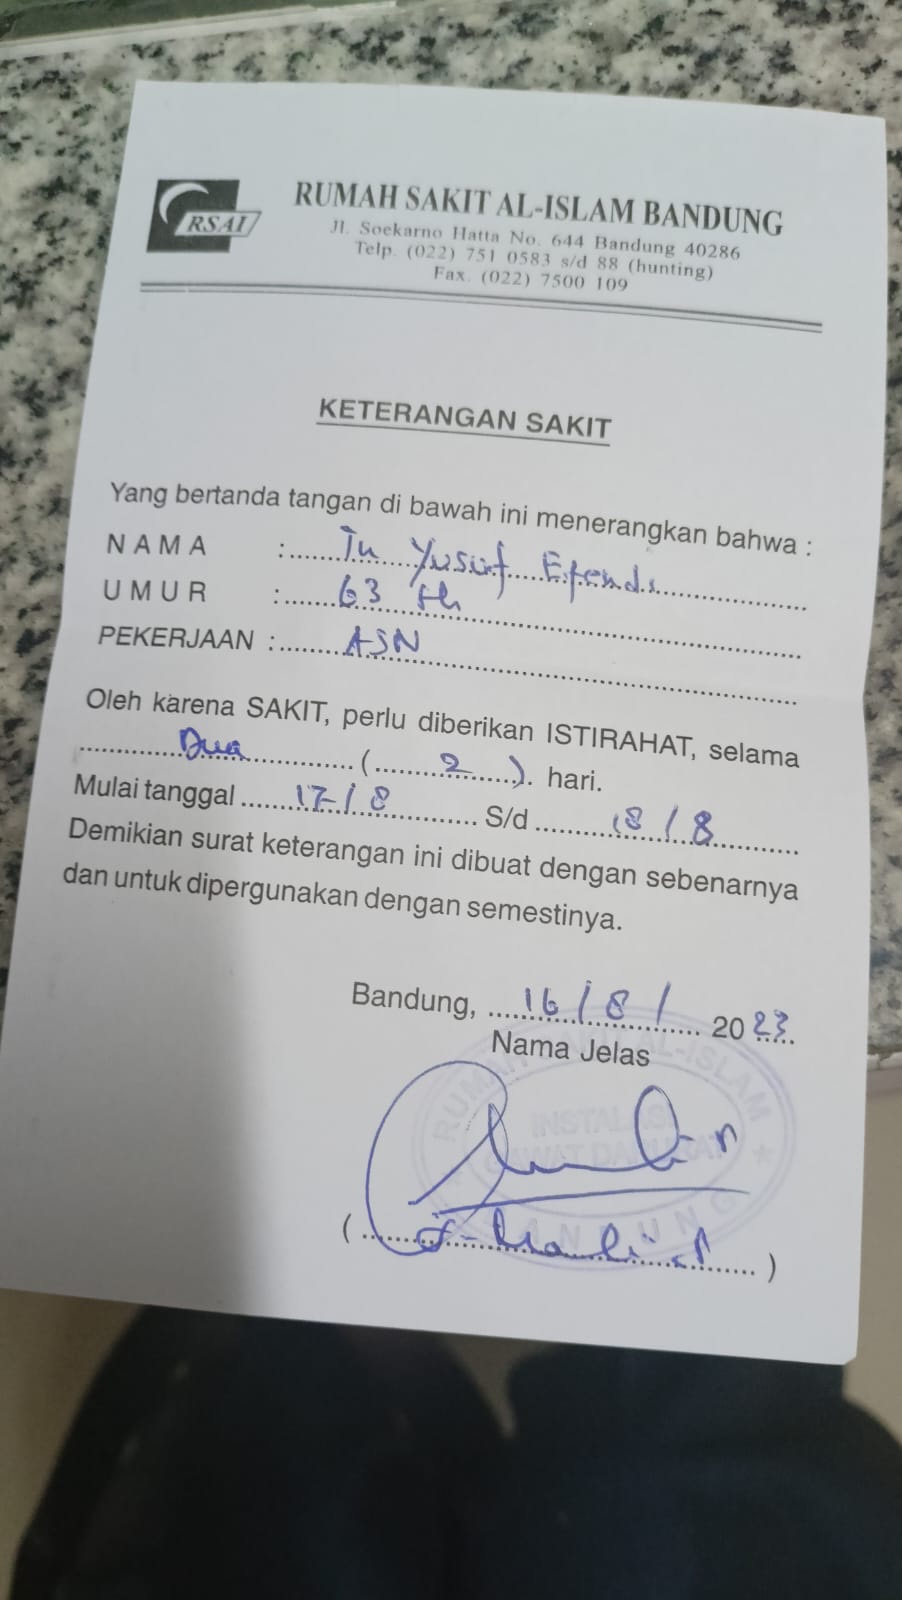 RSAI
RUMAH SAKIT AL-ISLAM BANDUNG
Jl. Soekarno Hatta No. 644 Bandung 40286
Telp. (022) 751 0583 s/d 88 (hunting)
Fax. (022) 7500 109
KETERANGAN SAKIT
Yang bertanda tangan di bawah ini menerangkan bahwa :
NAMA : Tn Yusuf Efendi
UMUR : 63 th
PEKERJAAN : ASN
Oleh karena SAKIT, perlu diberikan ISTIRAHAT, selama
Dua ( 2 ) hari.
Mulai tanggal 17/8 S/d 18/8
Demikian surat keterangan ini dibuat dengan sebenarnya
dan untuk dipergunakan dengan semestinya.
Bandung, 16/8/ 2023
Nama Jelas
RUMAH SAKIT AL-ISLAM
INSTALASI
GAWAT DARURAT
BANDUNG